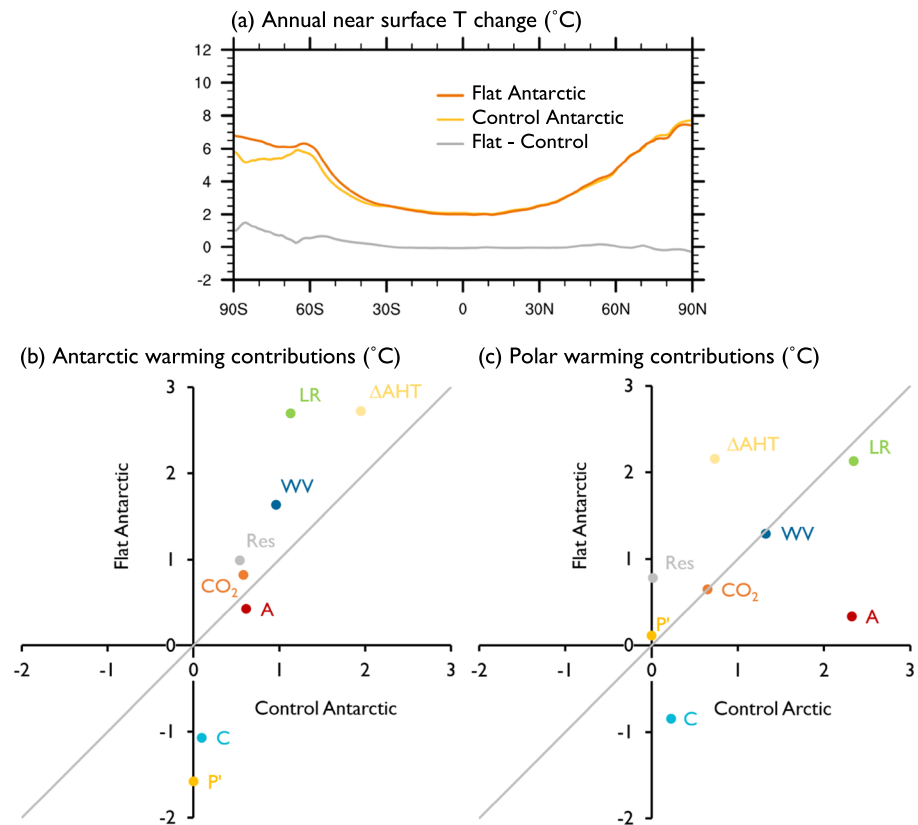 (a) Annual near surface T change (˚C)
12
10
8
6
4
2
0
-2
Flat Antarctic
Control Antarctic
Flat - Control
90S 60S 30S 0 30N 60N 90N
(b) Antarctic warming contributions (˚C)
3
2
1
0
-1
-2
-2 -1 0 1 2 3
Flat Antarctic
Control Antarctic
LR
ΔAHT
WV
Res
CO₂
A
C
P'
(c) Polar warming contributions (˚C)
3
2
1
0
-1
-2
-2 -1 0 1 2 3
Flat Antarctic
Control Arctic
ΔAHT
LR
WV
Res
CO₂
A
P'
C